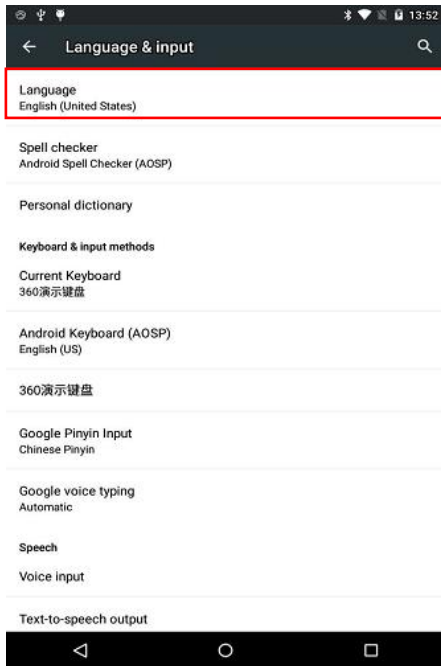 13:52
Language & input
Language
English (United States)
Spell checker
Android Spell Checker (AOSP)
Personal dictionary
Keyboard & input methods
Current Keyboard
360演示键盘
Android Keyboard (AOSP)
English (US)
360演示键盘
Google Pinyin Input
Chinese Pinyin
Google voice typing
Automatic
Speech
Voice input
Text-to-speech output